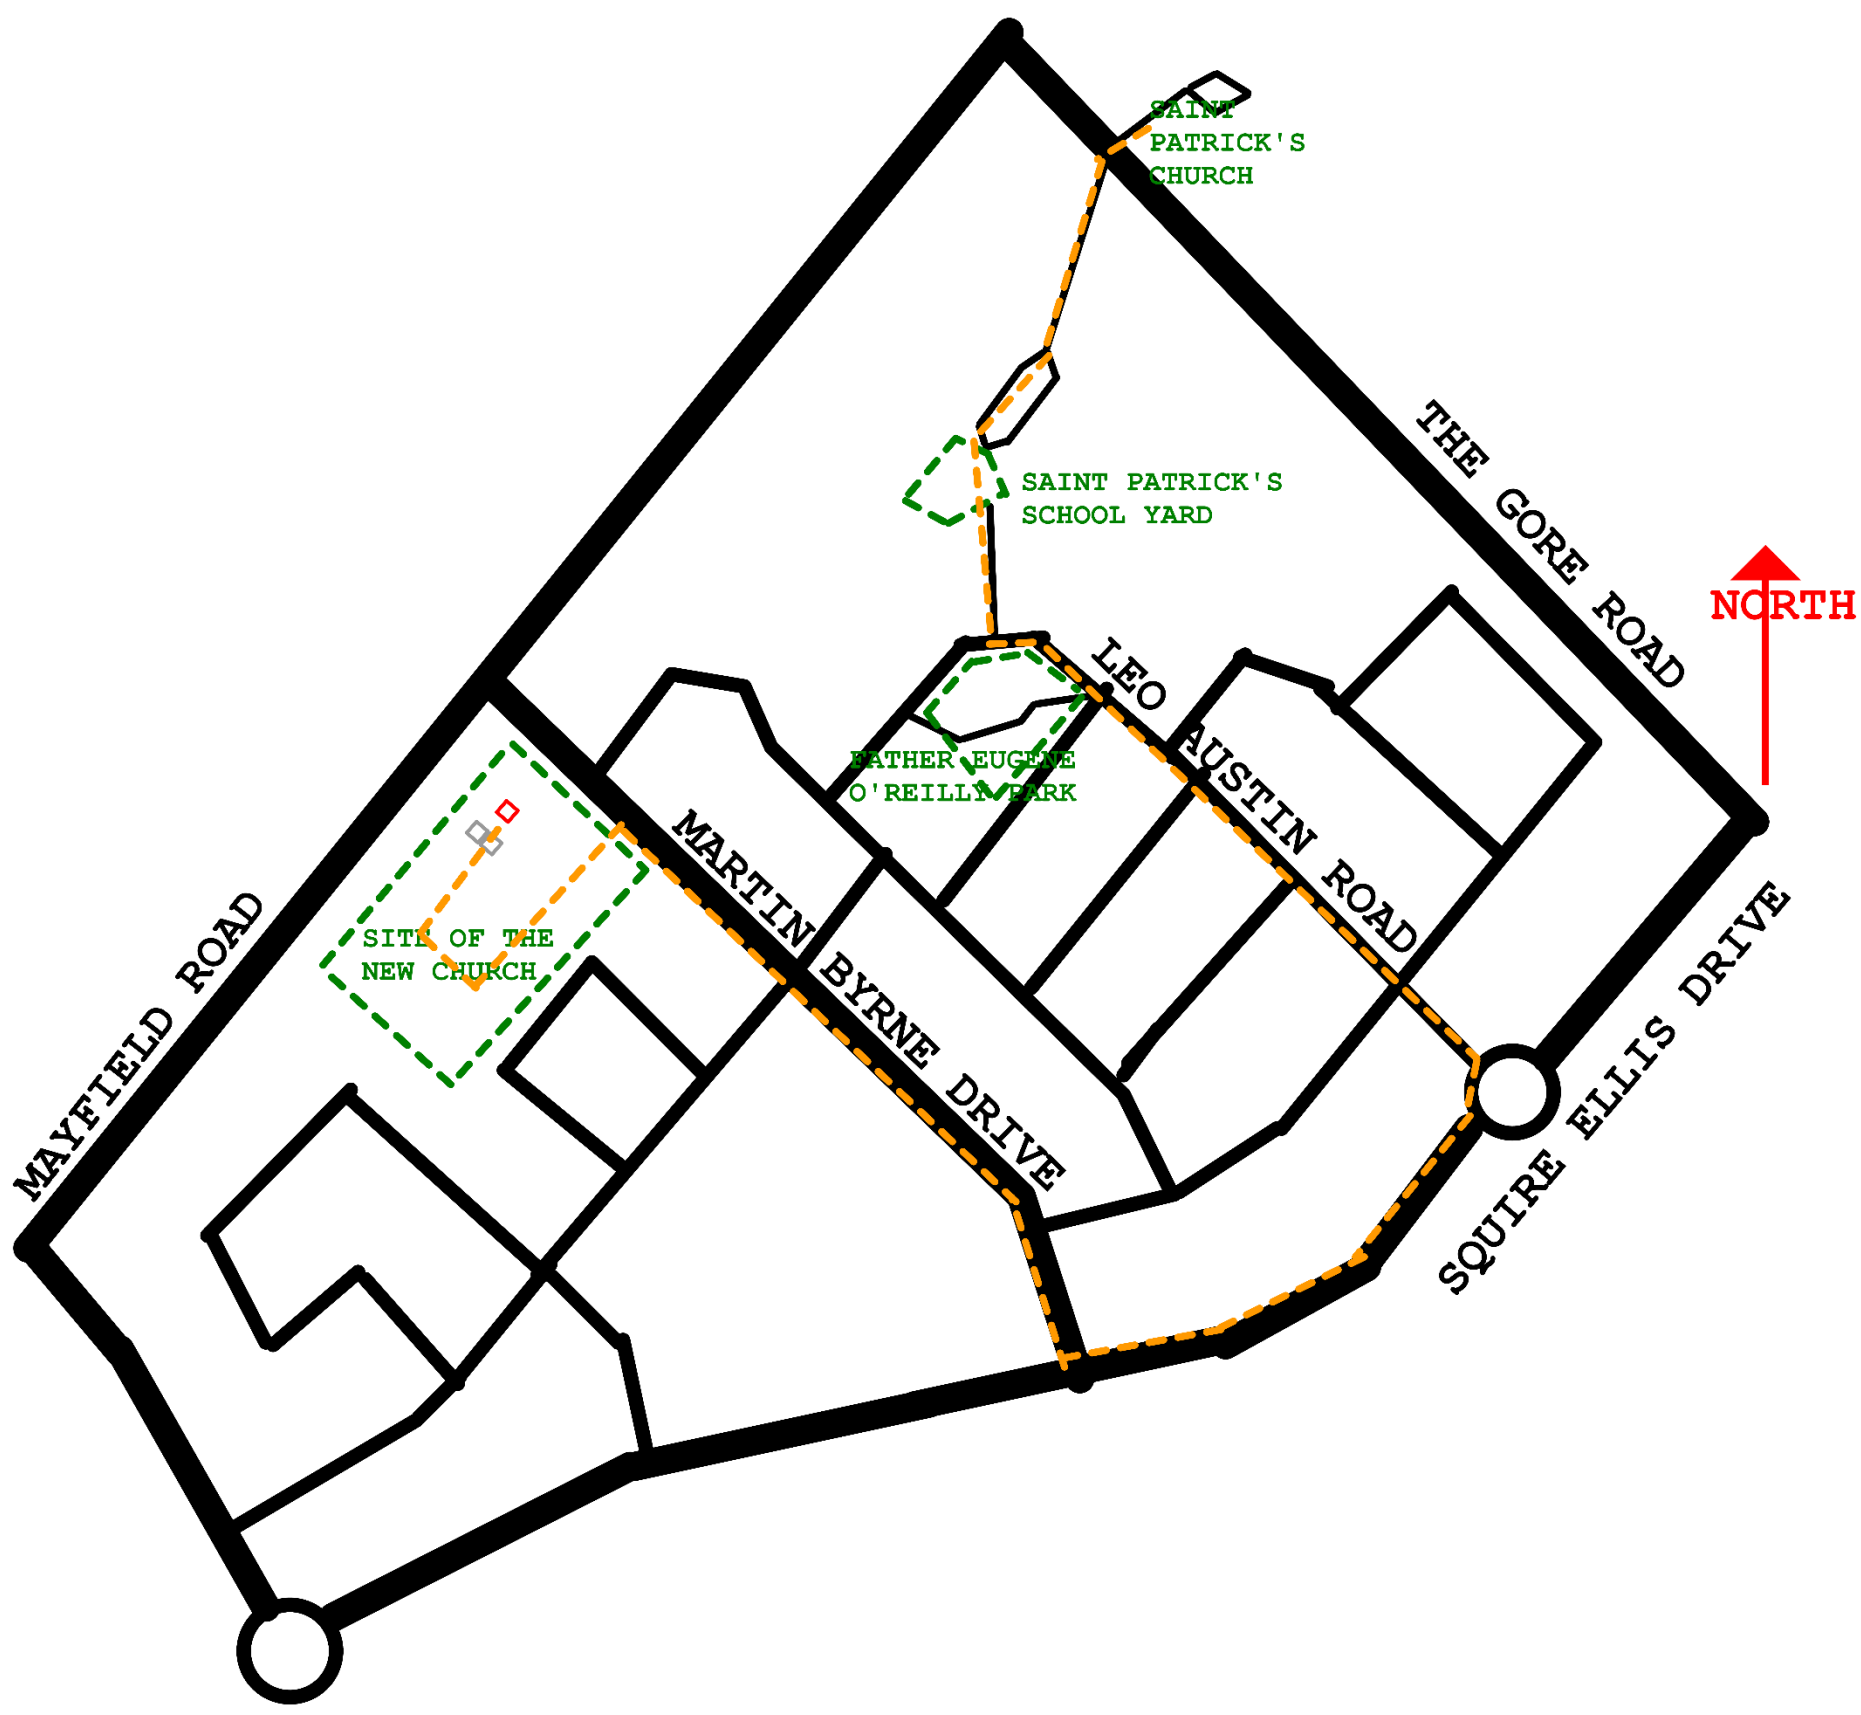 SAINT
PATRICK'S
CHURCH
THE GORE ROAD
SAINT PATRICK'S
SCHOOL YARD
NORTH
LEO AUSTIN ROAD
FATHER EUGENE
O'REILLY PARK
MARTIN BYRNE DRIVE
MAYFIELD ROAD
SITE OF THE
NEW CHURCH
SQUIRE ELLIS DRIVE